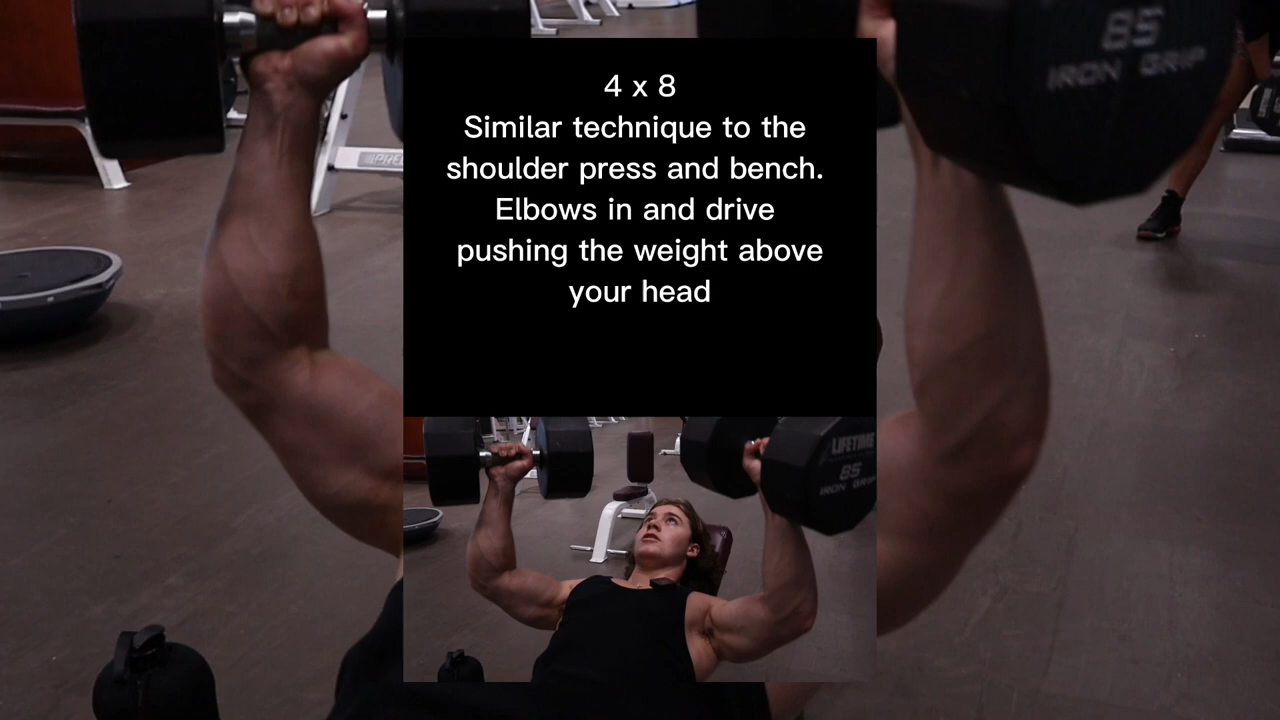 4 x 8
Similar technique to the
shoulder press and bench.
Elbows in and drive
pushing the weight above
your head
85
IRON GRIP
LIFETIME
85
IRON GRIP